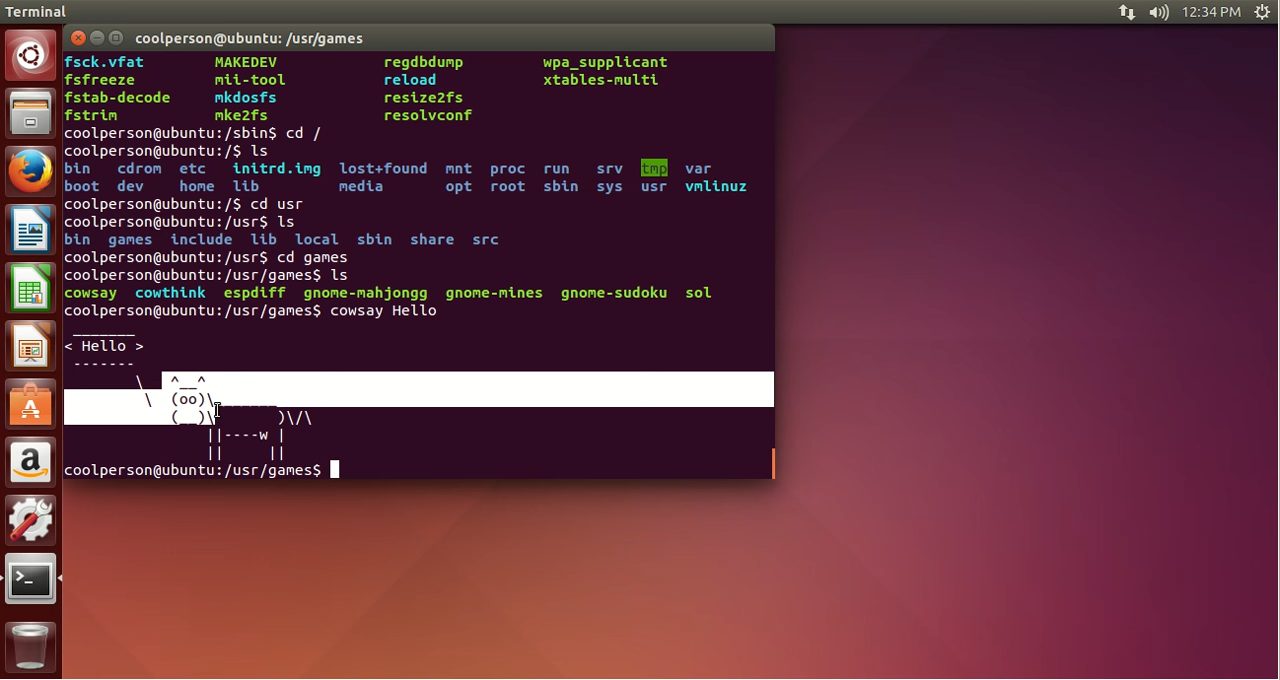 Terminal 12:34 PM
coolperson@ubuntu: /usr/games
fsck.vfat MAKEDEV regdbdump wpa_supplicant
fsfreeze mii-tool reload xtables-multi
fstab-decode mkdosfs resize2fs
fstrim mke2fs resolvconf
coolperson@ubuntu:/sbin$ cd /
coolperson@ubuntu:/$ ls
bin cdrom etc initrd.img lost+found mnt proc run srv tmp var
boot dev home lib media opt root sbin sys usr vmlinuz
coolperson@ubuntu:/$ cd usr
coolperson@ubuntu:/usr$ ls
bin games include lib local sbin share src
coolperson@ubuntu:/usr$ cd games
coolperson@ubuntu:/usr/games$ ls
cowsay cowthink espdiff gnome-mahjongg gnome-mines gnome-sudoku sol
coolperson@ubuntu:/usr/games$ cowsay Hello
 _______
< Hello >
 -------
        \   ^__^
         \  (oo)\_______
            (__)\       )\/\
                ||----w |
                ||     ||
coolperson@ubuntu:/usr/games$